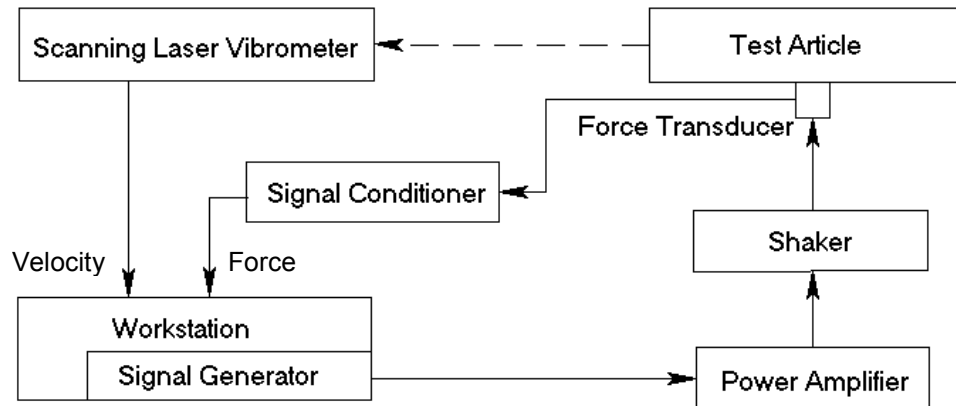 Scanning Laser Vibrometer
Test Article
Force Transducer
Signal Conditioner
Shaker
Velocity
Force
Workstation
Signal Generator
Power Amplifier